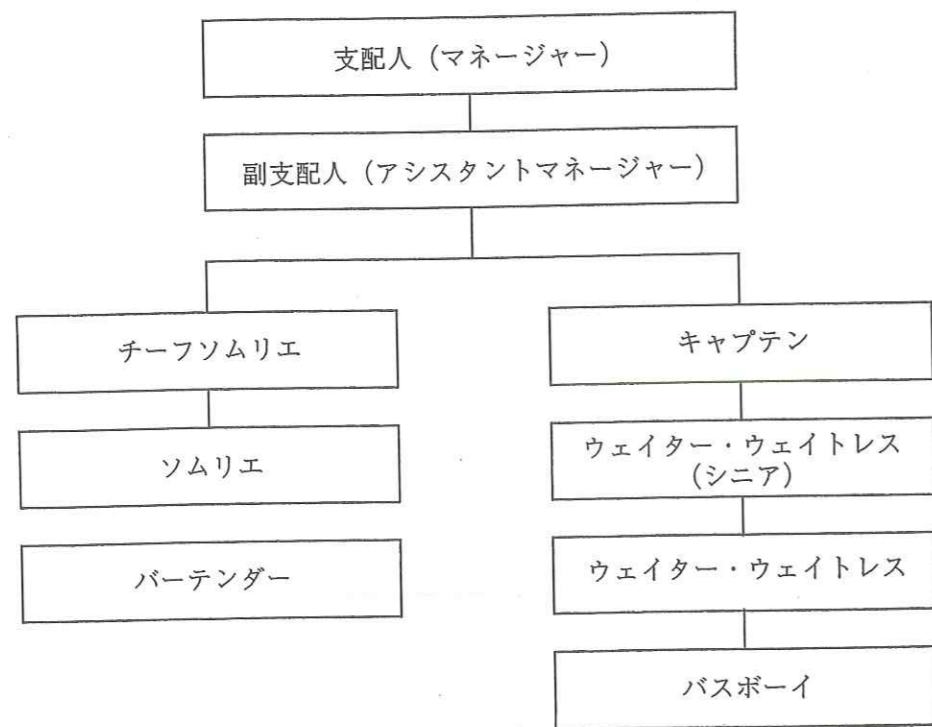 支配人（マネージャー）
副支配人（アシスタントマネージャー）
チーフソムリエ
キャプテン
ソムリエ
ウェイター・ウェイトレス
（シニア）
バーテンダー
ウェイター・ウェイトレス
バスボーイ